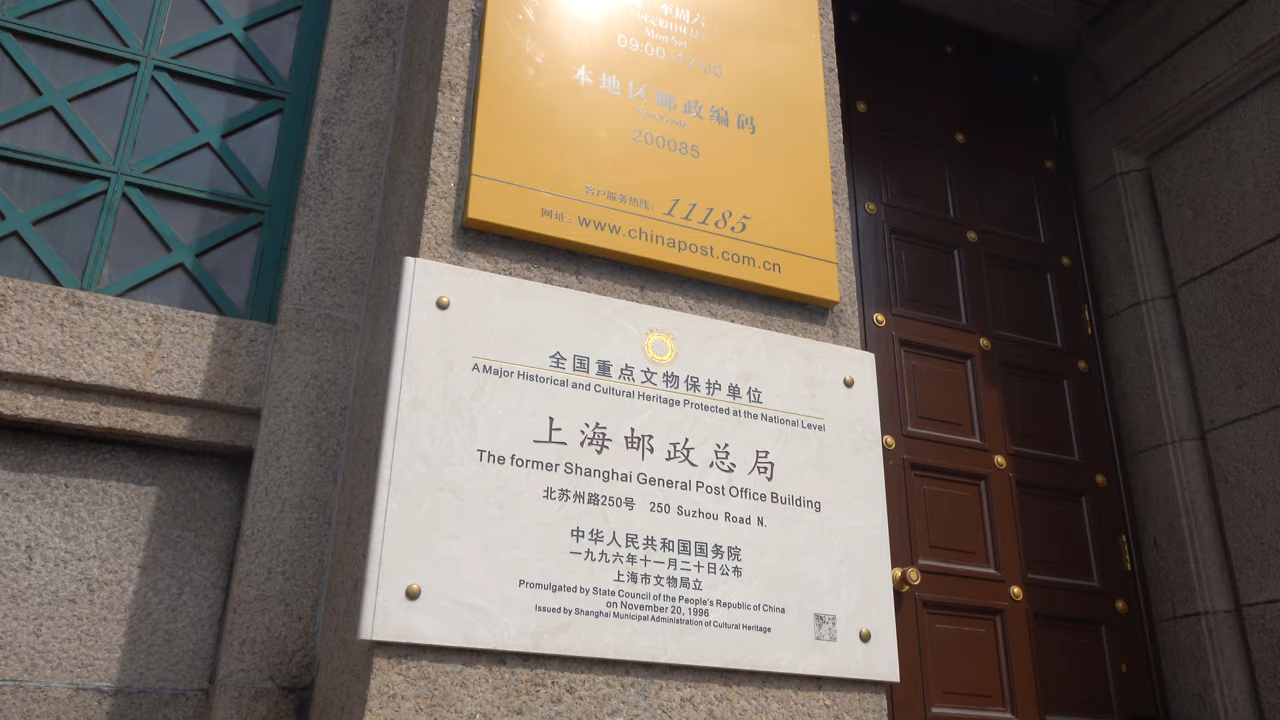 至周六
Mon-Sat
09:00-17:00
本地区邮政编码
200085
客户服务热线：11185
网址：www.chinapost.com.cn
全国重点文物保护单位
A Major Historical and Cultural Heritage Protected at the National Level
上海邮政总局
The former Shanghai General Post Office Building
北苏州路250号 250 Suzhou Road N.
中华人民共和国国务院
一九九六年十一月二十日公布
上海市文物局立
Promulgated by State Council of the People's Republic of China
on November 20, 1996
Issued by Shanghai Municipal Administration of Cultural Heritage